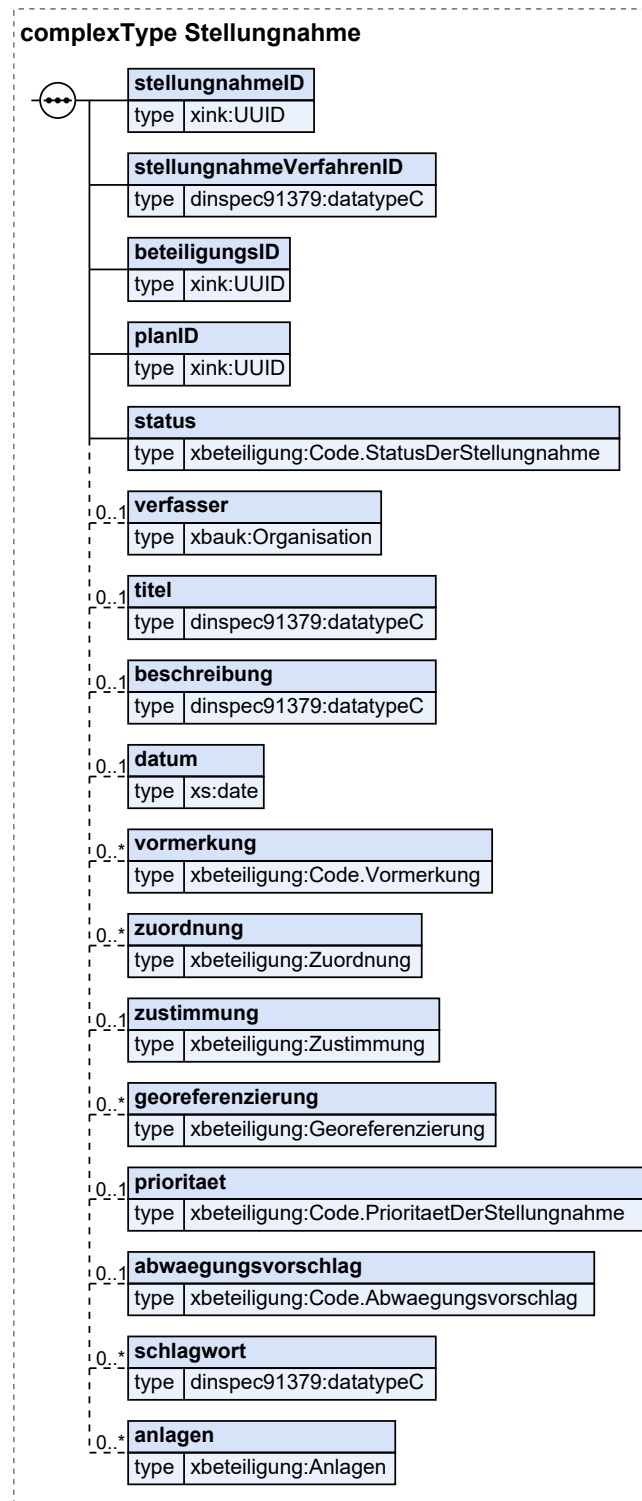 complexType Stellungnahme
stellungnahmeID
type xink:UUID
stellungnahmeVerfahrenID
type dinspec91379:datatypeC
beteiligungsID
type xink:UUID
planID
type xink:UUID
status
type xbeteiligung:Code.StatusDerStellungnahme
0..1 verfasser
type xbauk:Organisation
0..1 titel
type dinspec91379:datatypeC
0..1 beschreibung
type dinspec91379:datatypeC
0..1 datum
type xs:date
0..* vormerkung
type xbeteiligung:Code.Vormerkung
0..* zuordnung
type xbeteiligung:Zuordnung
0..1 zustimmung
type xbeteiligung:Zustimmung
0..* georeferenzierung
type xbeteiligung:Georeferenzierung
0..1 prioritaet
type xbeteiligung:Code.PrioritaetDerStellungnahme
0..1 abwaegungsvorschlag
type xbeteiligung:Code.Abwaegungsvorschlag
0..* schlagwort
type dinspec91379:datatypeC
0..* anlagen
type xbeteiligung:Anlagen